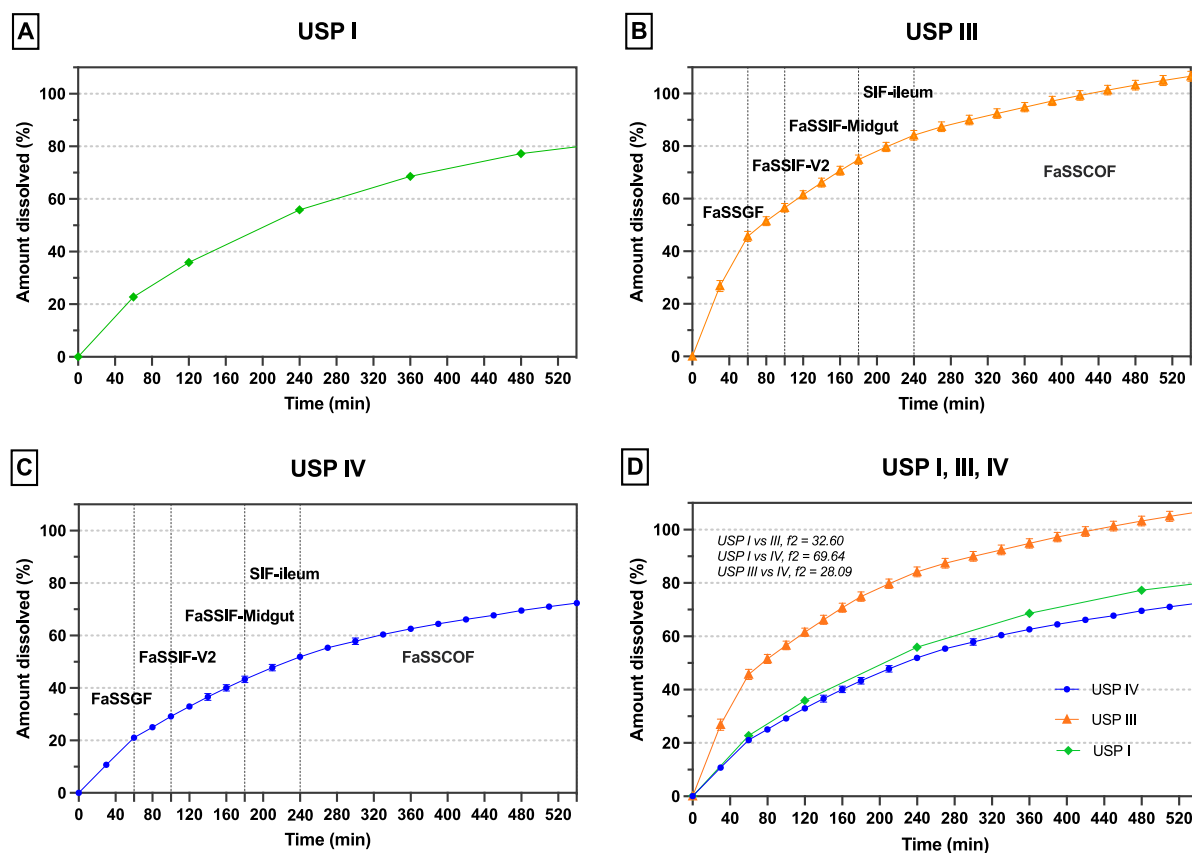 A
USP I
Amount dissolved (%)
100
80
60
40
20
0
0 40 80 120 160 200 240 280 320 360 400 440 480 520
Time (min)
B
USP III
Amount dissolved (%)
100
80
60
40
20
0
SIF-ileum
FaSSIF-Midgut
FaSSIF-V2
FaSSCOF
FaSSGF
0 40 80 120 160 200 240 280 320 360 400 440 480 520
Time (min)
C
USP IV
Amount dissolved (%)
100
80
60
40
20
0
SIF-ileum
FaSSIF-Midgut
FaSSIF-V2
FaSSCOF
FaSSGF
0 40 80 120 160 200 240 280 320 360 400 440 480 520
Time (min)
D
USP I, III, IV
Amount dissolved (%)
100
80
60
40
20
0
USP I vs III, f2 = 32.60
USP I vs IV, f2 = 69.64
USP III vs IV, f2 = 28.09
USP IV
USP III
USP I
0 40 80 120 160 200 240 280 320 360 400 440 480 520
Time (min)